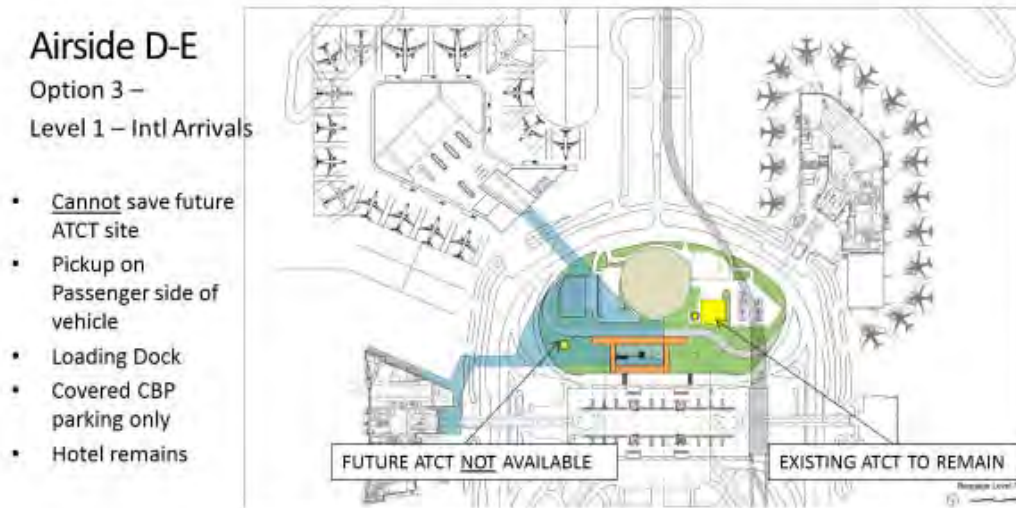 Airside D-E
Option 3 –
Level 1 – Intl Arrivals
• Cannot save future
ATCT site
• Pickup on
Passenger side of
vehicle
• Loading Dock
• Covered CBP
parking only
• Hotel remains
FUTURE ATCT NOT AVAILABLE
EXISTING ATCT TO REMAIN